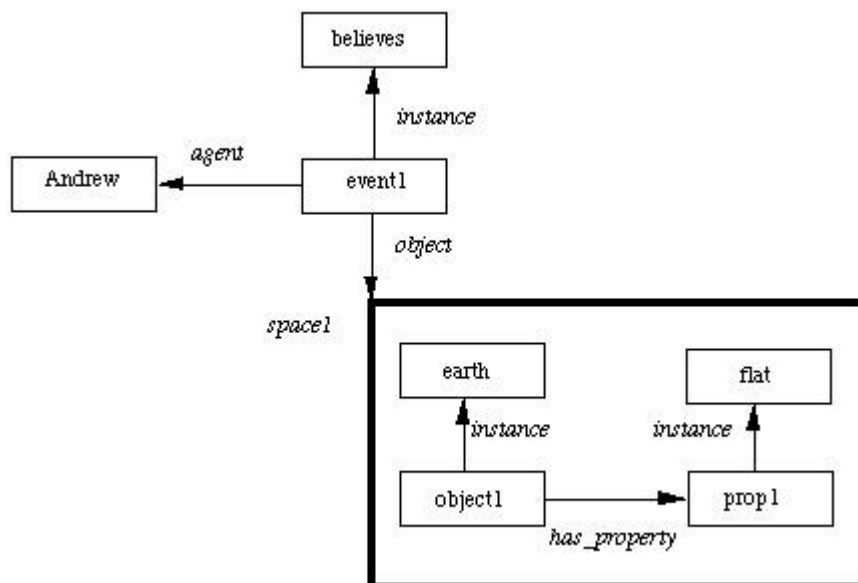 believes
instance
agent
Andrew
event1
object
space1
earth
flat
instance
instance
object1
prop1
has_property